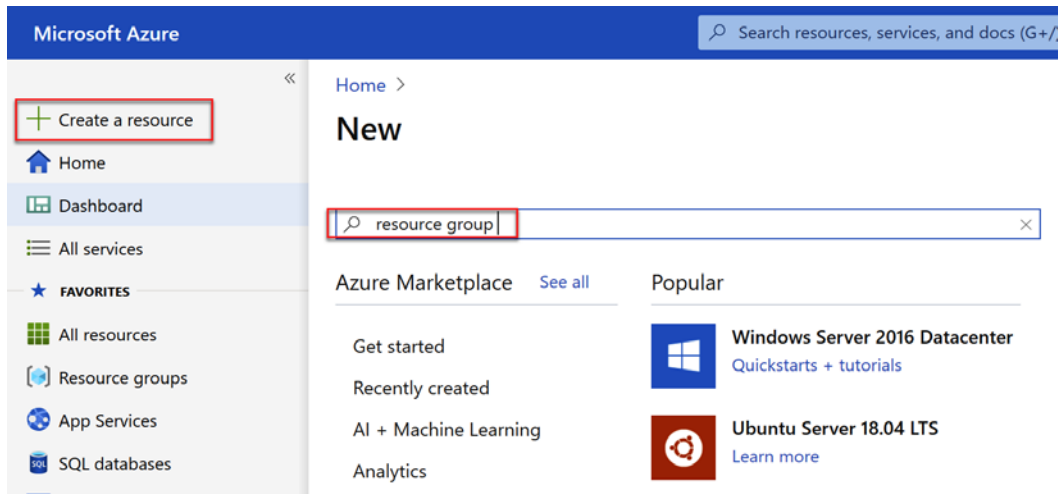 Microsoft Azure
Search resources, services, and docs (G+/)
Create a resource
Home
Dashboard
All services
FAVORITES
All resources
Resource groups
App Services
SQL databases
Home >
New
resource group
Azure Marketplace See all
Get started
Recently created
AI + Machine Learning
Analytics
Popular
Windows Server 2016 Datacenter
Quickstarts + tutorials
Ubuntu Server 18.04 LTS
Learn more